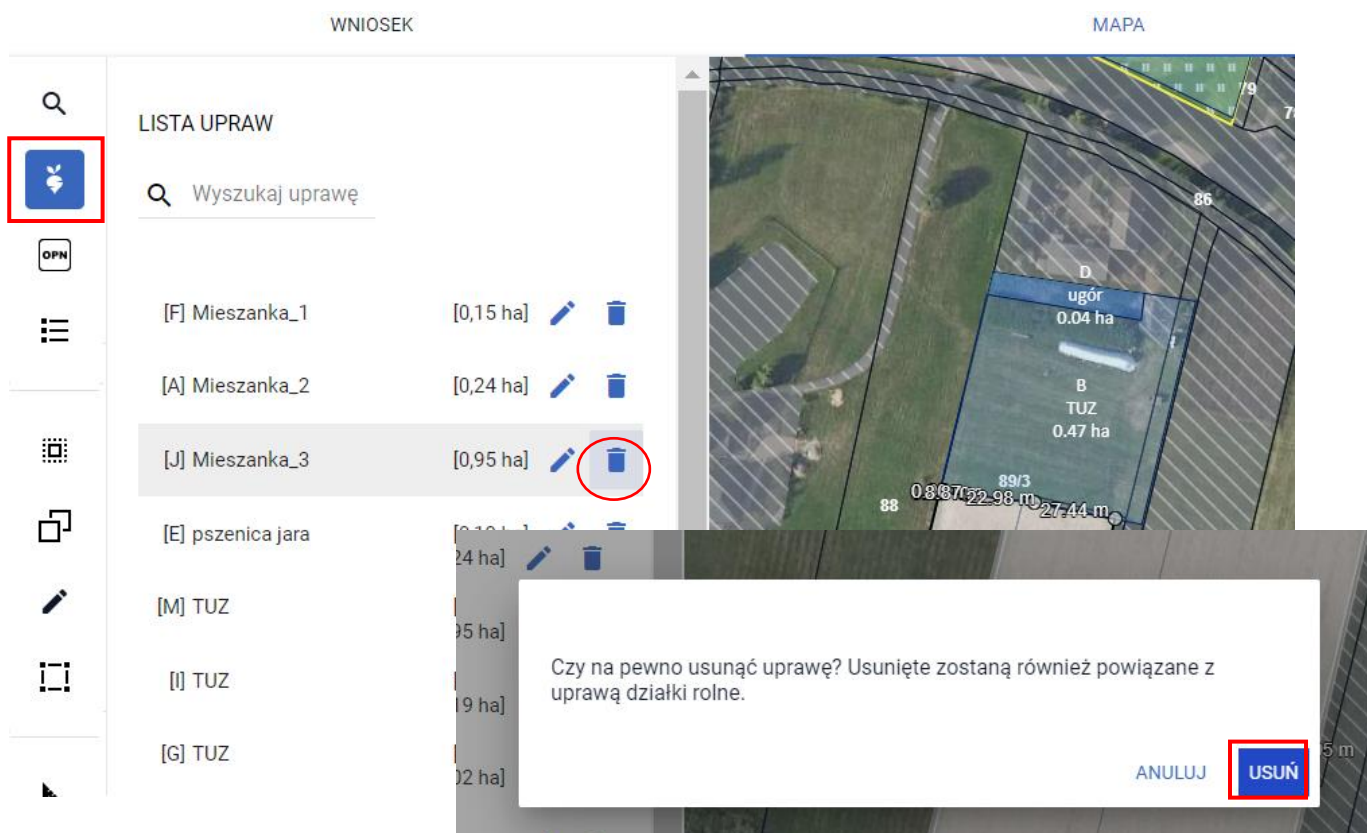 WNIOSEK
MAPA
LISTA UPRAW
Wyszukaj uprawę
OPN
[F] Mieszanka_1 [0,15 ha]
[A] Mieszanka_2 [0,24 ha]
[J] Mieszanka_3 [0,95 ha]
[E] pszenica jara
[M] TUZ
[I] TUZ
[G] TUZ
24 ha]
95 ha]
19 ha]
02 ha]
79
86
D
ugór
0.04 ha
B
TUZ
0.47 ha
89/3
88
22.98 m
27.44 m
Czy na pewno usunąć uprawę? Usunięte zostaną również powiązane z
uprawą działki rolne.
ANULUJ
USUŃ
5 m